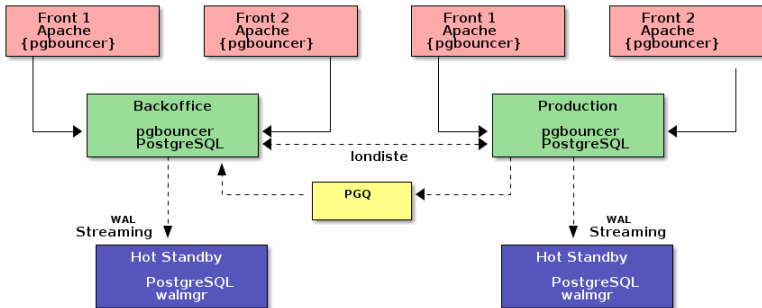 Front 1
Apache
{pgbouncer}
Front 2
Apache
{pgbouncer}
Front 1
Apache
{pgbouncer}
Front 2
Apache
{pgbouncer}
Backoffice
pgbouncer
PostgreSQL
Production
pgbouncer
PostgreSQL
londiste
PGQ
WAL
Streaming
WAL
Streaming
Hot Standby
PostgreSQL
walmgr
Hot Standby
PostgreSQL
walmgr